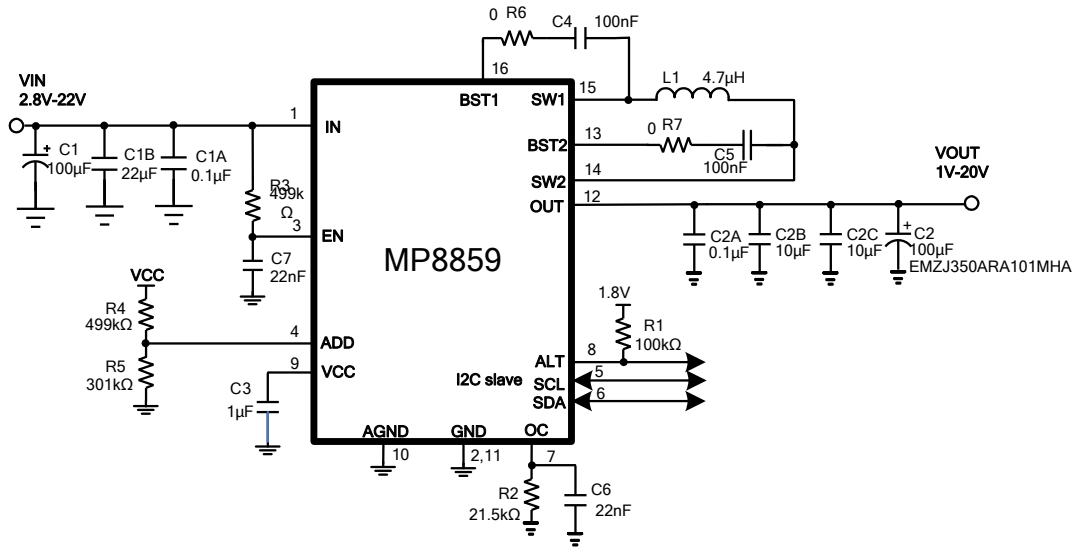 0 R6
C4
100nF
16
BST1
VIN
2.8V-22V
1
IN
C1
100µF
C1B
22µF
C1A
0.1µF
R3
499k
Ω
3
EN
C7
22nF
MP8859
SW1
15
L1
4.7µH
BST2
13
0 R7
C5
100nF
14
SW2
12
OUT
VOUT
1V-20V
C2A
0.1µF
C2B
10µF
C2C
10µF
C2
100µF
EMZJ350ARA101MHA
VCC
R4
499kΩ
4
ADD
R5
301kΩ
9
VCC
C3
1µF
1.8V
R1
100kΩ
ALT
8
I2C slave
SCL
5
SDA
6
AGND
10
GND
2,11
OC
7
R2
21.5kΩ
C6
22nF
+
+